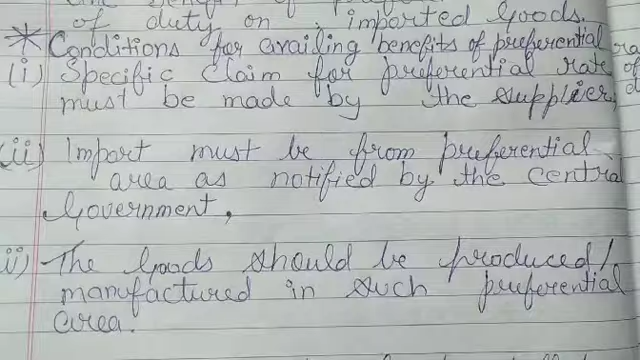 of duty on imported Goods.
* Conditions for availing benefits of preferential
(i) Specific Claim for preferential rate
must be made by the supplier,
(ii) Import must be from preferential
area as notified by the Centra
Government,
ii) The Goods should be produced/
manufactured in such preferential
area.